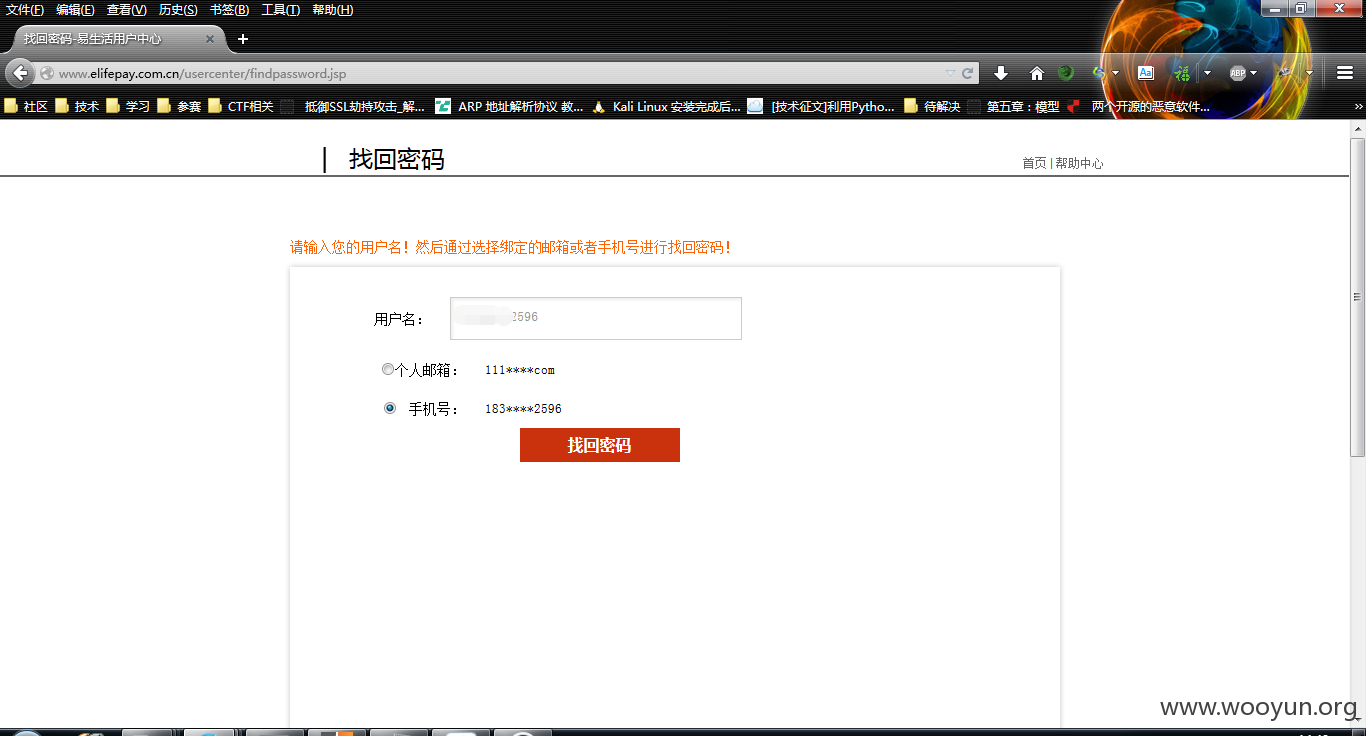 文件(F) 编辑(E) 查看(V) 历史(S) 书签(B) 工具(T) 帮助(H)
找回密码-易生活用户中心
www.elifepay.com.cn/usercenter/findpassword.jsp
Aa 福 ABP
社区 技术 学习 参赛 CTF相关 抵御SSL劫持攻击_解... ARP 地址解析协议 教... Kali Linux 安装完成后... [技术征文]利用Pytho... 待解决 第五章：模型 两个开源的恶意软件...
| 找回密码
首页 | 帮助中心
请输入您的用户名！然后通过选择绑定的邮箱或者手机号进行找回密码！
用户名： 2596
个人邮箱： 111****com
手机号： 183****2596
找回密码
www.wooyun.org